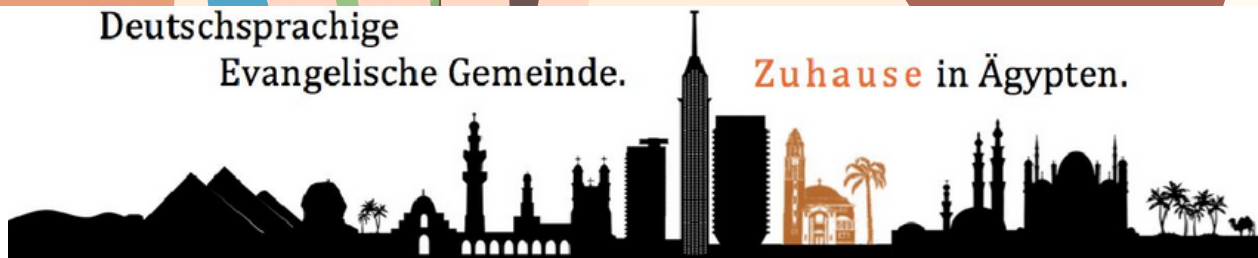 Deutschsprachige
Evangelische Gemeinde.
Zuhause in Ägypten.